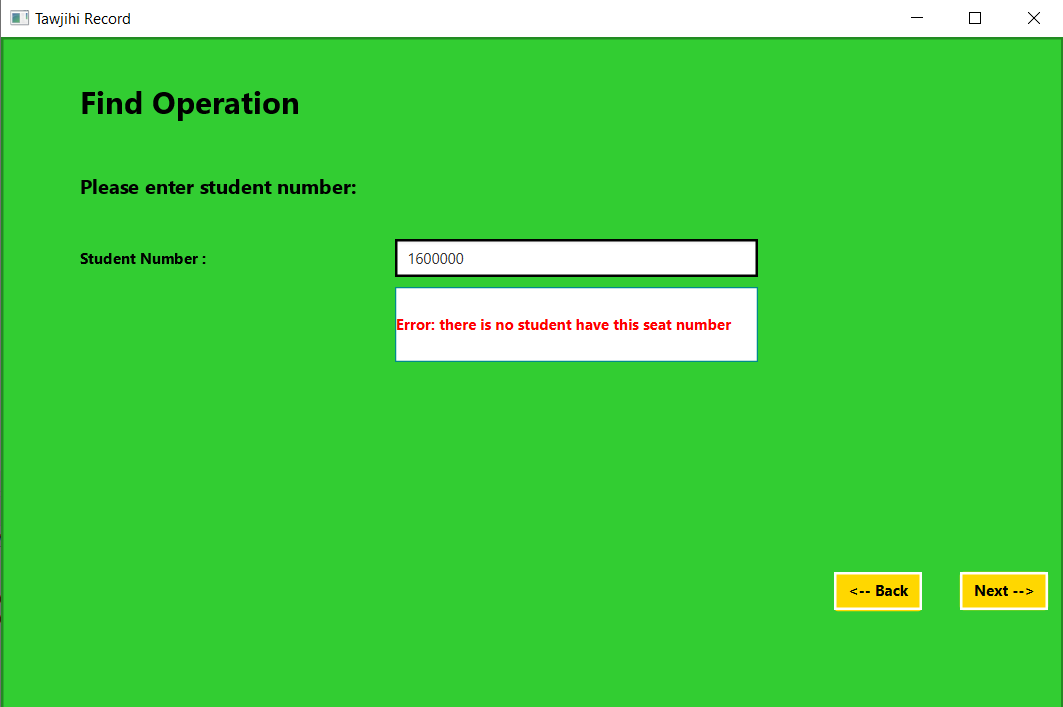 Tawjihi Record
Find Operation
Please enter student number:
Student Number :
1600000
Error: there is no student have this seat number
<-- Back
Next -->